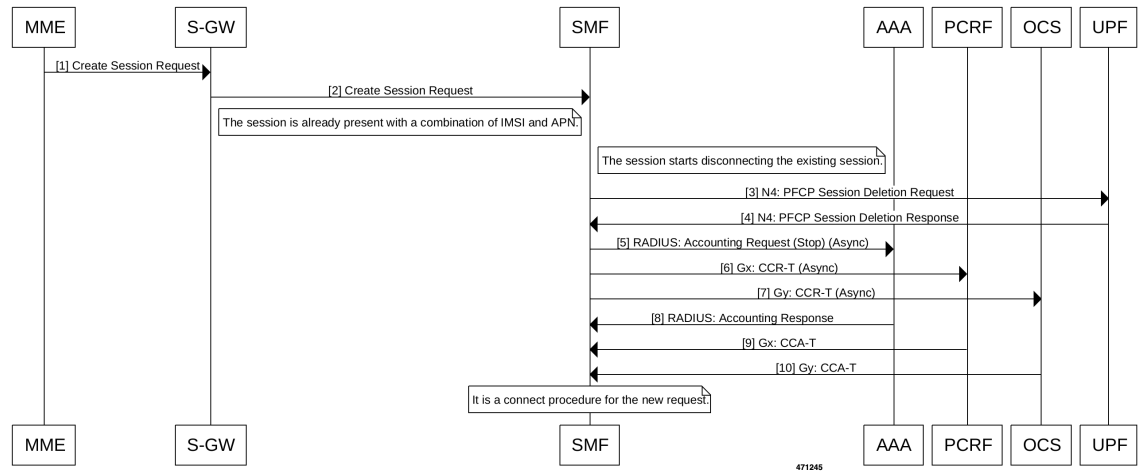 MME S-GW SMF AAA PCRF OCS UPF
[1] Create Session Request
[2] Create Session Request
The session is already present with a combination of IMSI and APN.
The session starts disconnecting the existing session.
[3] N4: PFCP Session Deletion Request
[4] N4: PFCP Session Deletion Response
[5] RADIUS: Accounting Request (Stop) (Async)
[6] Gx: CCR-T (Async)
[7] Gy: CCR-T (Async)
[8] RADIUS: Accounting Response
[9] Gx: CCA-T
[10] Gy: CCA-T
It is a connect procedure for the new request.
MME S-GW SMF AAA PCRF OCS UPF
471245